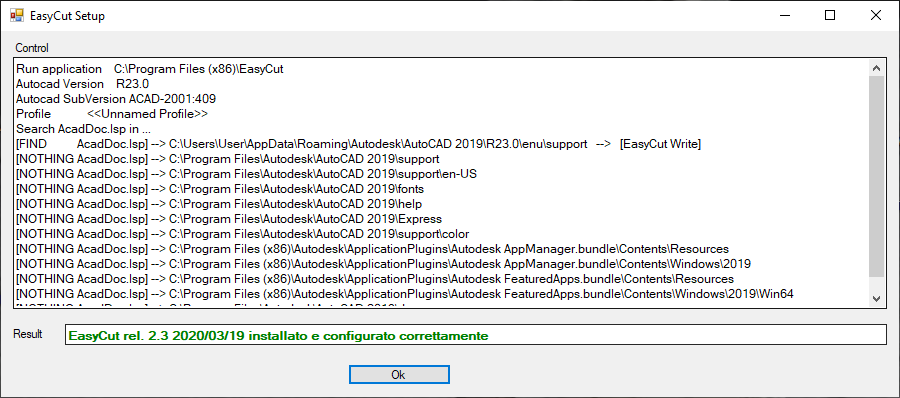 EasyCut Setup
Control
Run application C:\Program Files (x86)\EasyCut
Autocad Version R23.0
Autocad SubVersion ACAD-2001:409
Profile <<Unnamed Profile>>
Search AcadDoc.lsp in ...
[FIND AcadDoc.lsp] --> C:\Users\User\AppData\Roaming\Autodesk\AutoCAD 2019\R23.0\enu\support --> [EasyCut Write]
[NOTHING AcadDoc.lsp] --> C:\Program Files\Autodesk\AutoCAD 2019\support
[NOTHING AcadDoc.lsp] --> C:\Program Files\Autodesk\AutoCAD 2019\support\en-US
[NOTHING AcadDoc.lsp] --> C:\Program Files\Autodesk\AutoCAD 2019\fonts
[NOTHING AcadDoc.lsp] --> C:\Program Files\Autodesk\AutoCAD 2019\help
[NOTHING AcadDoc.lsp] --> C:\Program Files\Autodesk\AutoCAD 2019\Express
[NOTHING AcadDoc.lsp] --> C:\Program Files\Autodesk\AutoCAD 2019\support\color
[NOTHING AcadDoc.lsp] --> C:\Program Files (x86)\Autodesk\ApplicationPlugins\Autodesk AppManager.bundle\Contents\Resources
[NOTHING AcadDoc.lsp] --> C:\Program Files (x86)\Autodesk\ApplicationPlugins\Autodesk AppManager.bundle\Contents\Windows\2019
[NOTHING AcadDoc.lsp] --> C:\Program Files (x86)\Autodesk\ApplicationPlugins\Autodesk FeaturedApps.bundle\Contents\Resources
[NOTHING AcadDoc.lsp] --> C:\Program Files (x86)\Autodesk\ApplicationPlugins\Autodesk FeaturedApps.bundle\Contents\Windows\2019\Win64
Result EasyCut rel. 2.3 2020/03/19 installato e configurato correttamente
Ok